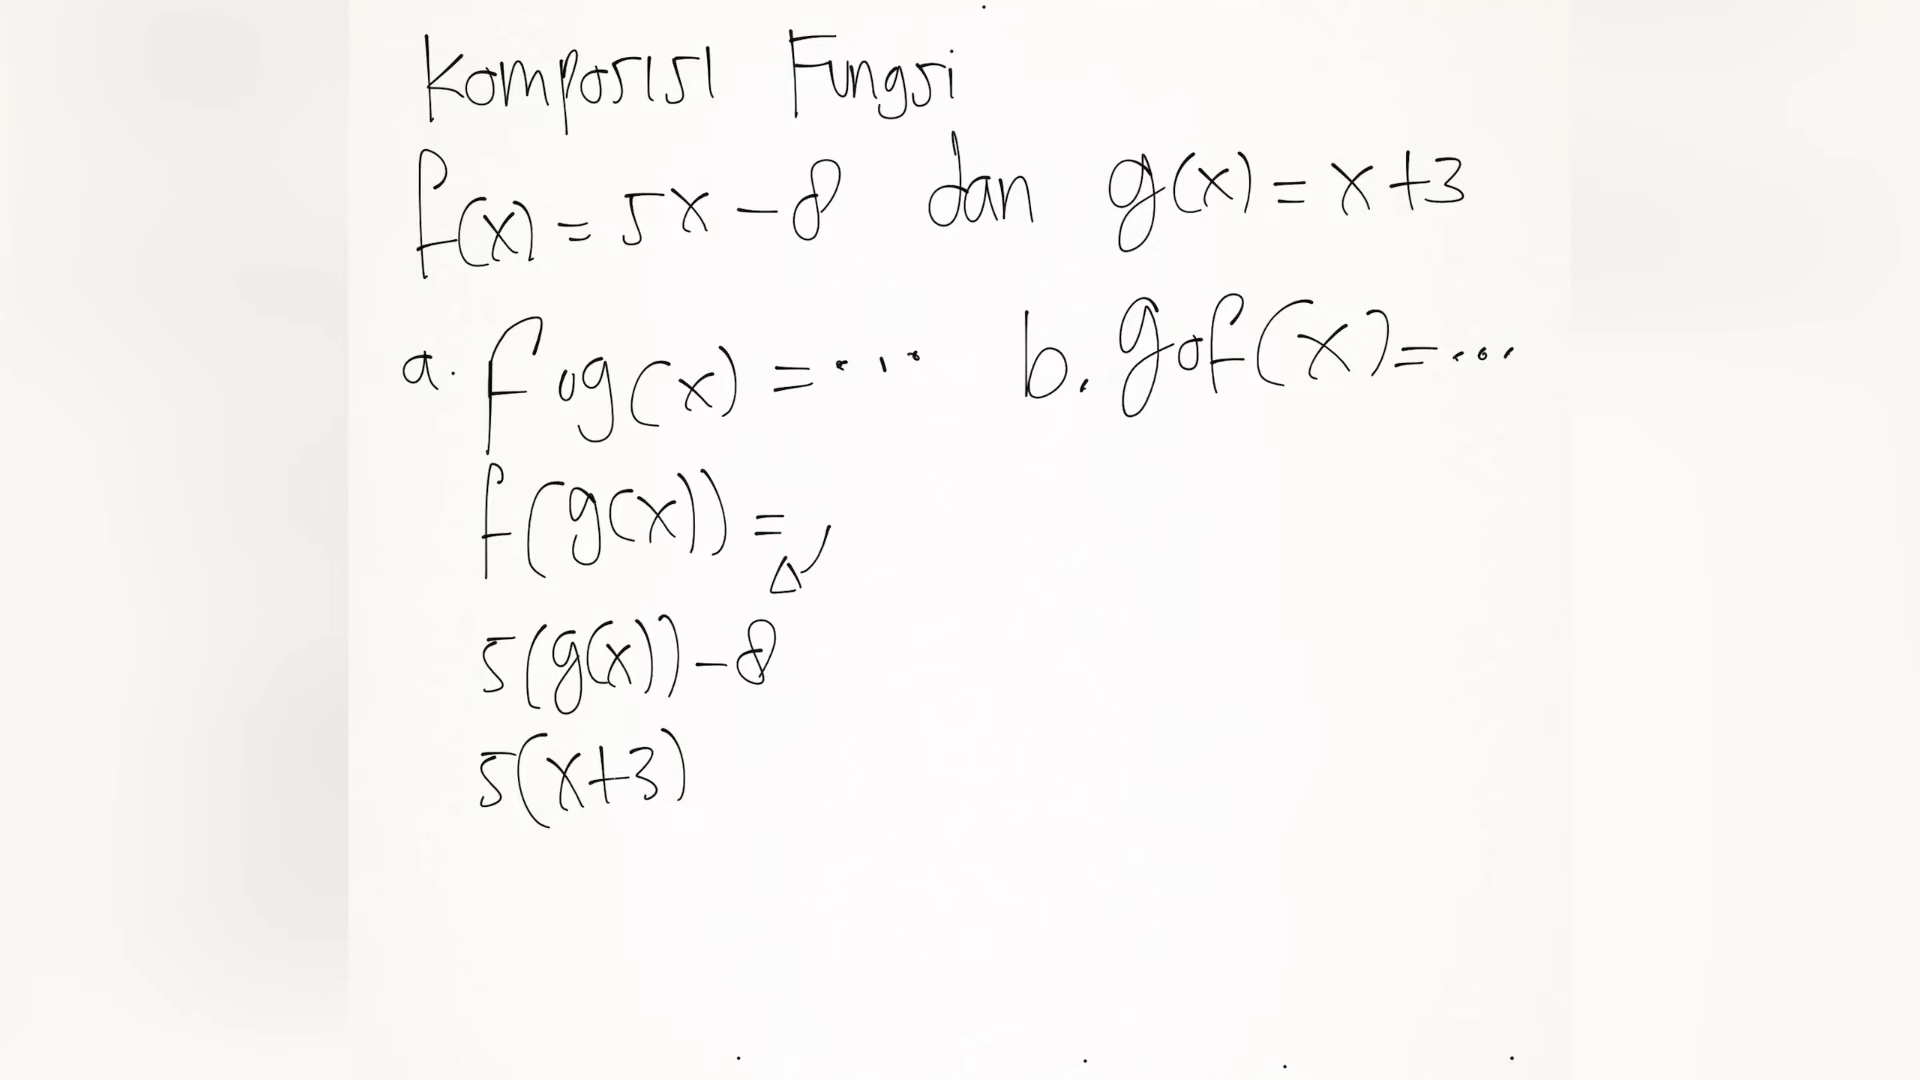 Komposisi Fungsi
f(x) = 5x - 8 dan g(x) = x + 3
a. fog(x) = ... b. gof(x) = ...
f(g(x)) =
5(g(x)) - 8
5(x+3)